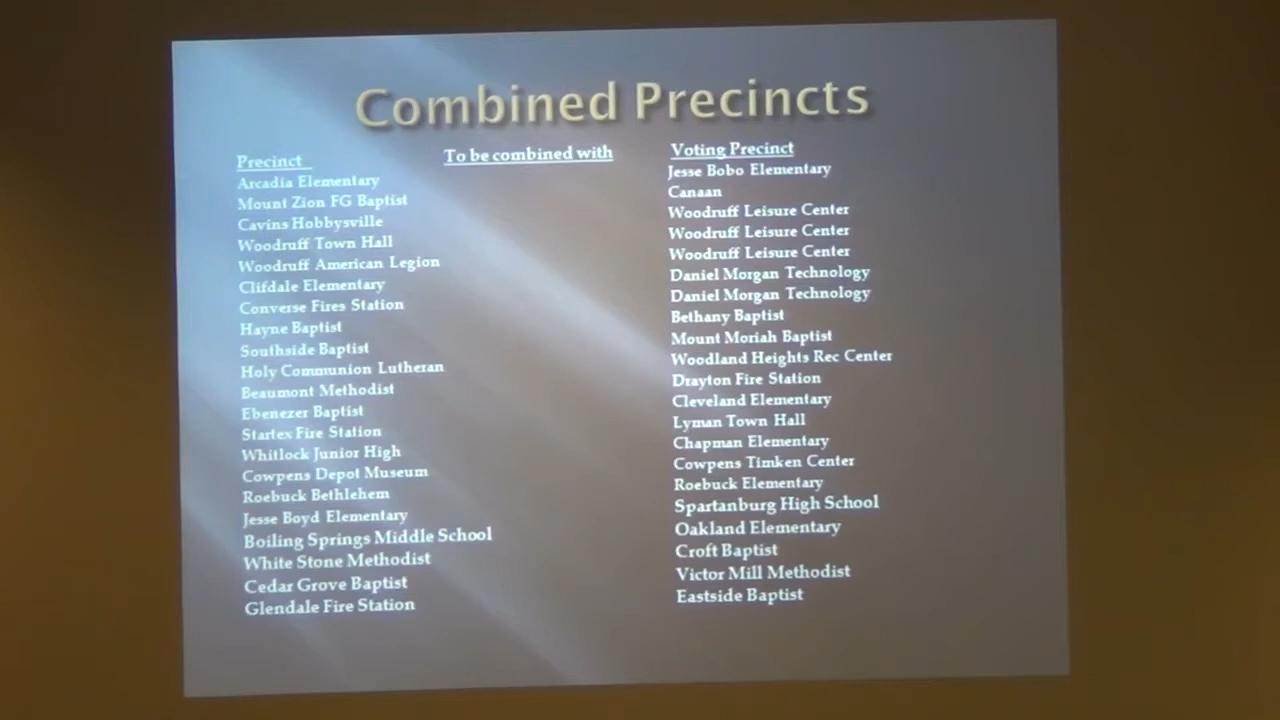 Combined Precincts
Precinct To be combined with Voting Precinct
Arcadia Elementary Jesse Bobo Elementary
Mount Zion FG Baptist Canaan
Cavins Hobbysville Woodruff Leisure Center
Woodruff Town Hall Woodruff Leisure Center
Woodruff American Legion Woodruff Leisure Center
Clifdale Elementary Daniel Morgan Technology
Converse Fires Station Daniel Morgan Technology
Hayne Baptist Bethany Baptist
Southside Baptist Mount Moriah Baptist
Holy Communion Lutheran Woodland Heights Rec Center
Beaumont Methodist Drayton Fire Station
Ebenezer Baptist Cleveland Elementary
Startex Fire Station Lyman Town Hall
Whitlock Junior High Chapman Elementary
Cowpens Depot Museum Cowpens Timken Center
Roebuck Bethlehem Roebuck Elementary
Jesse Boyd Elementary Spartanburg High School
Boiling Springs Middle School Oakland Elementary
White Stone Methodist Croft Baptist
Cedar Grove Baptist Victor Mill Methodist
Glendale Fire Station Eastside Baptist